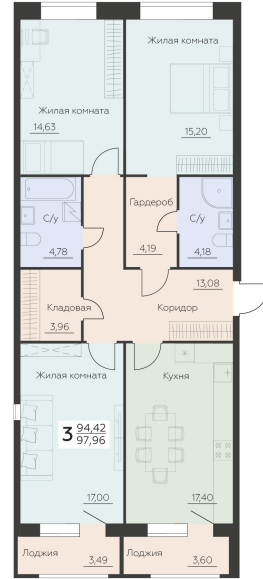 Жилая комната
Жилая комната
14,63
15,20
Гардероб
С/у
С/у
4,78
4,19
4,18
13,08
Кладовая
Коридор
3,96
Жилая комната
Кухня
3
94,42
97,96
17,00
17,40
Лоджия
Лоджия
3,49
3,60